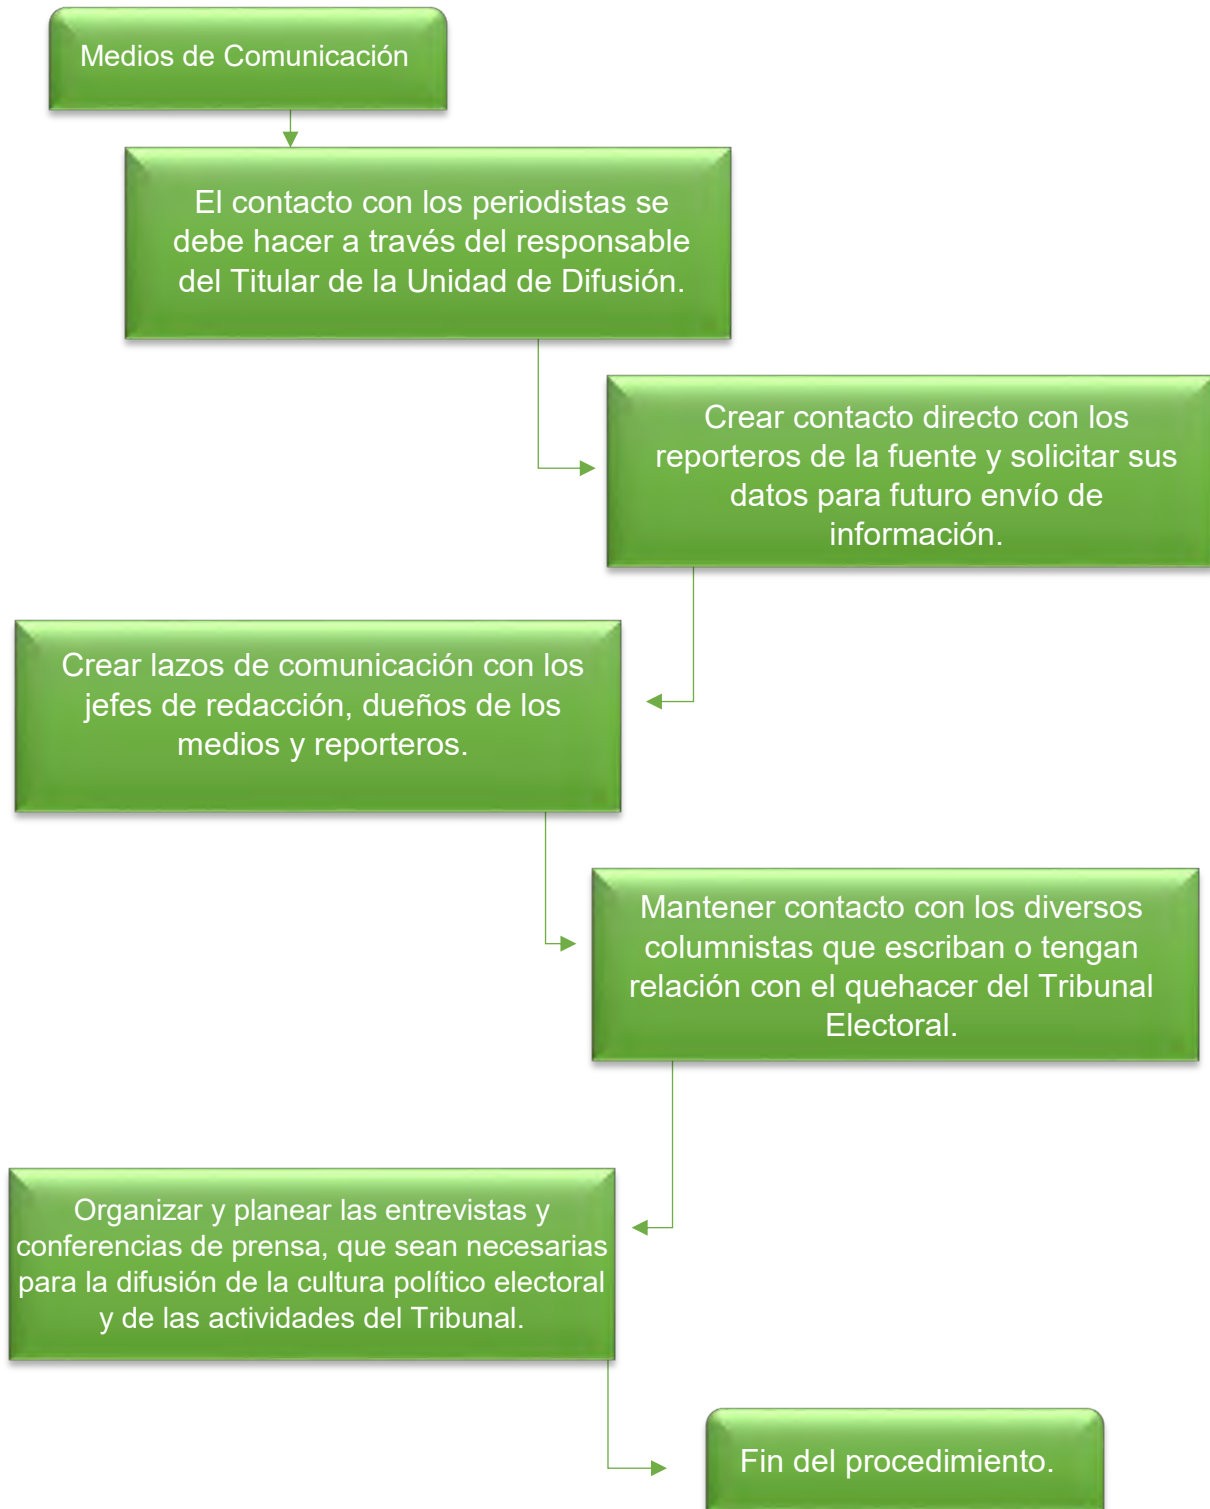 Medios de Comunicación
El contacto con los periodistas se
debe hacer a través del responsable
del Titular de la Unidad de Difusión.
Crear contacto directo con los
reporteros de la fuente y solicitar sus
datos para futuro envío de
información.
Crear lazos de comunicación con los
jefes de redacción, dueños de los
medios y reporteros.
Mantener contacto con los diversos
columnistas que escriban o tengan
relación con el quehacer del Tribunal
Electoral.
Organizar y planear las entrevistas y
conferencias de prensa, que sean necesarias
para la difusión de la cultura político electoral
y de las actividades del Tribunal.
Fin del procedimiento.